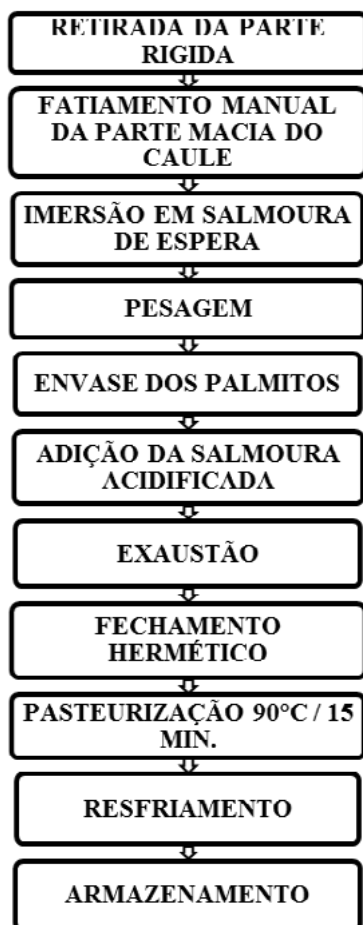 RETIRADA DA PARTE
RIGIDA
FATIAMENTO MANUAL
DA PARTE MACIA DO
CAULE
IMERSÃO EM SALMOURA
DE ESPERA
PESAGEM
ENVASE DOS PALMITOS
ADIÇÃO DA SALMOURA
ACIDIFICADA
EXAUSTÃO
FECHAMENTO
HERMÉTICO
PASTEURIZAÇÃO 90°C / 15
MIN.
RESFRIAMENTO
ARMAZENAMENTO